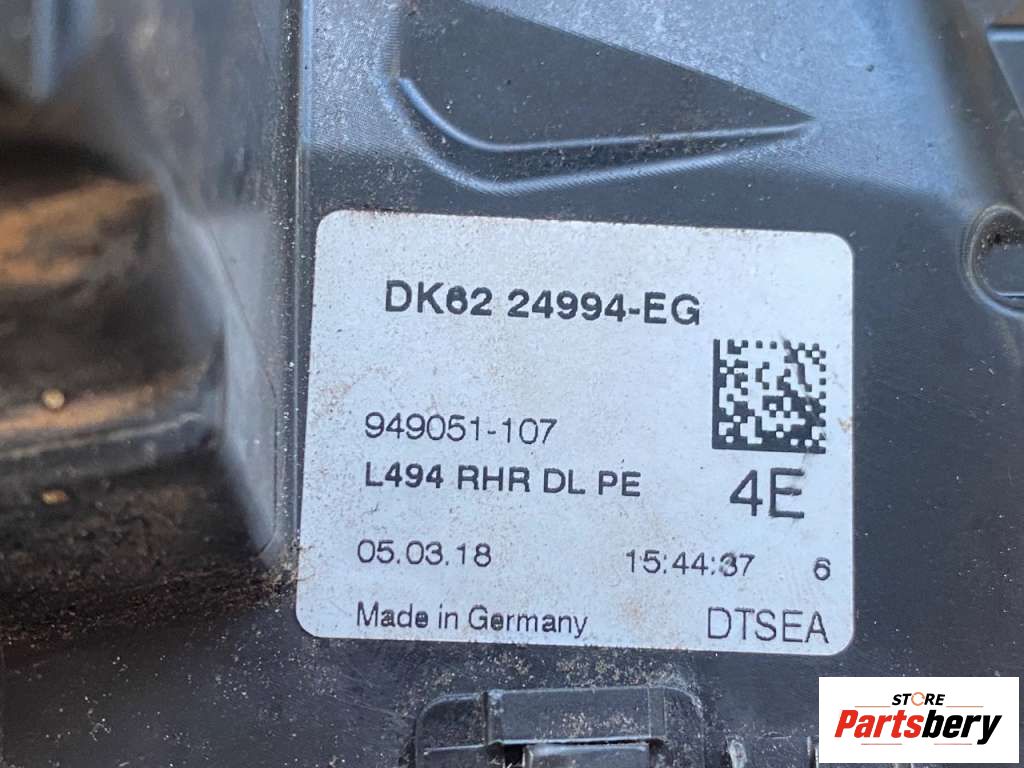 DK62 24994-EG
949051-107
L494 RHR DL PE
4E
05.03.18 15:44:37 6
Made in Germany DTSEA
STORE
Partsbery